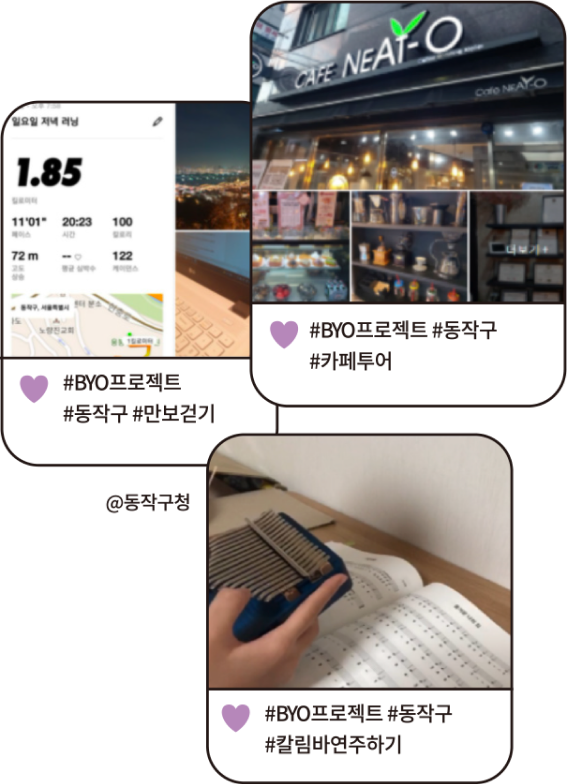 CAFE NEAT-O
Cafe NEAT-O
더보기+
#BYO프로젝트 #동작구
#카페투어
일요일 저녁 러닝
1.85
킬로미터
11'01" 20:23 100
페이스 시간 칼로리
72 m -- 122
고도 상승 평균 심박수 케이던스
동작구, 서울특별시
노량진교회
1킬로미터
#BYO프로젝트
#동작구 #만보걷기
@동작구청
#BYO프로젝트 #동작구
#칼림바연주하기